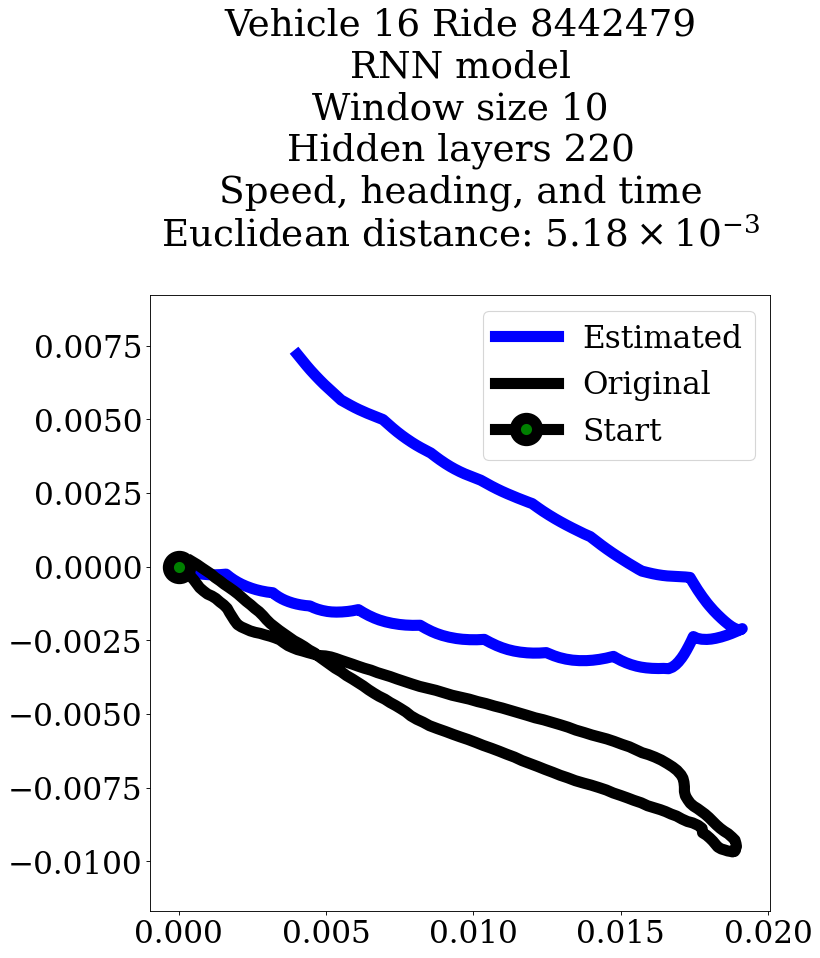 Vehicle 16 Ride 8442479
RNN model
Window size 10
Hidden layers 220
Speed, heading, and time
Euclidean distance: 5.18 × 10⁻³
Estimated
Original
Start
0.0075
0.0050
0.0025
0.0000
−0.0025
−0.0050
−0.0075
−0.0100
0.000 0.005 0.010 0.015 0.020